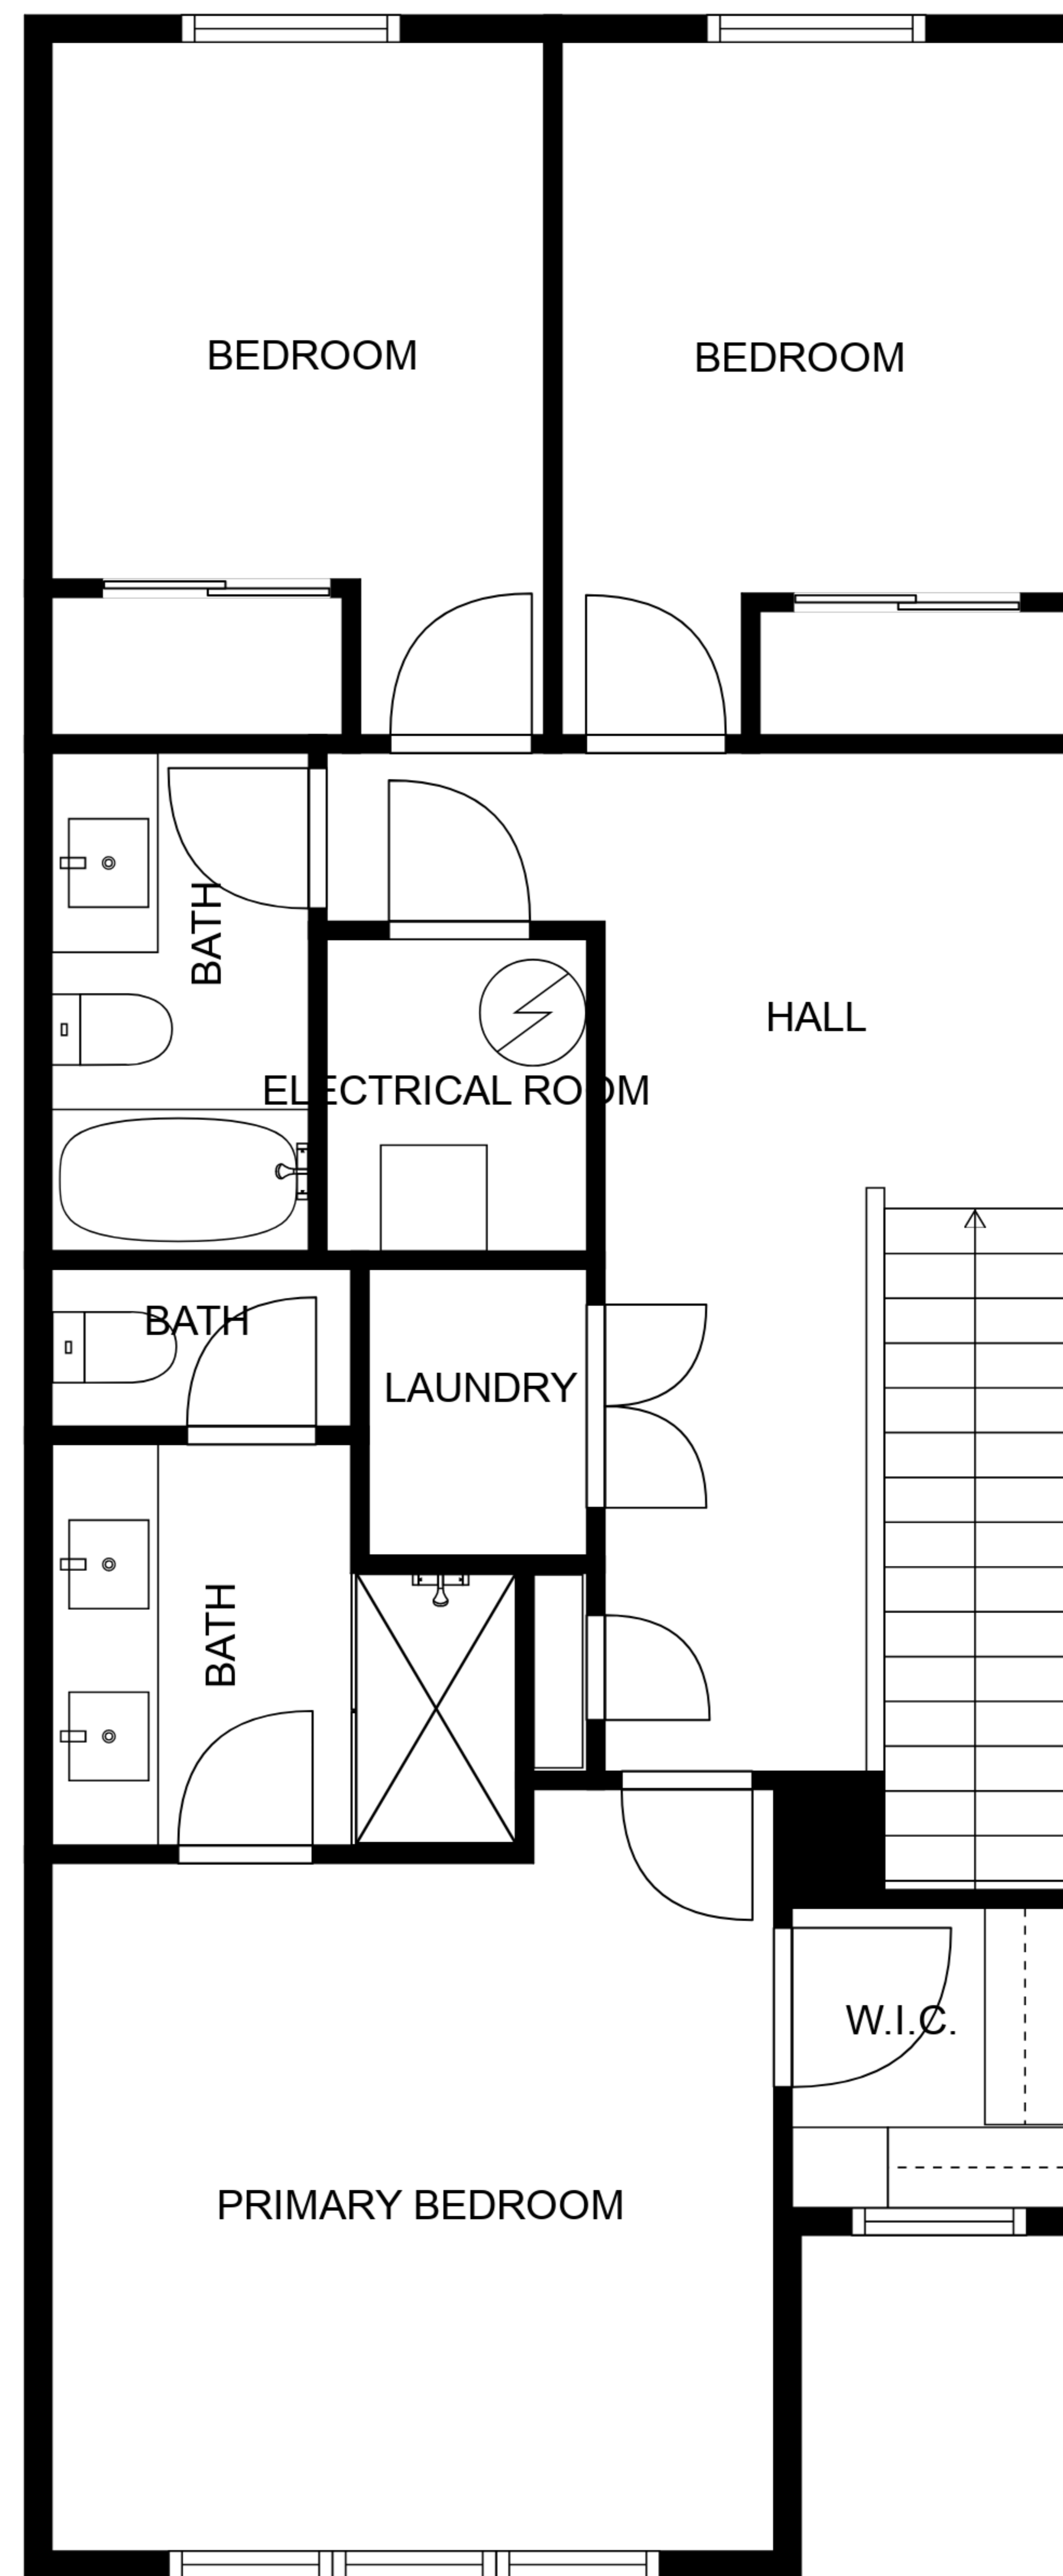 BEDROOM
BEDROOM
BATH
HALL
ELECTRICAL ROOM
BATH
LAUNDRY
BATH
W.I.C.
PRIMARY BEDROOM